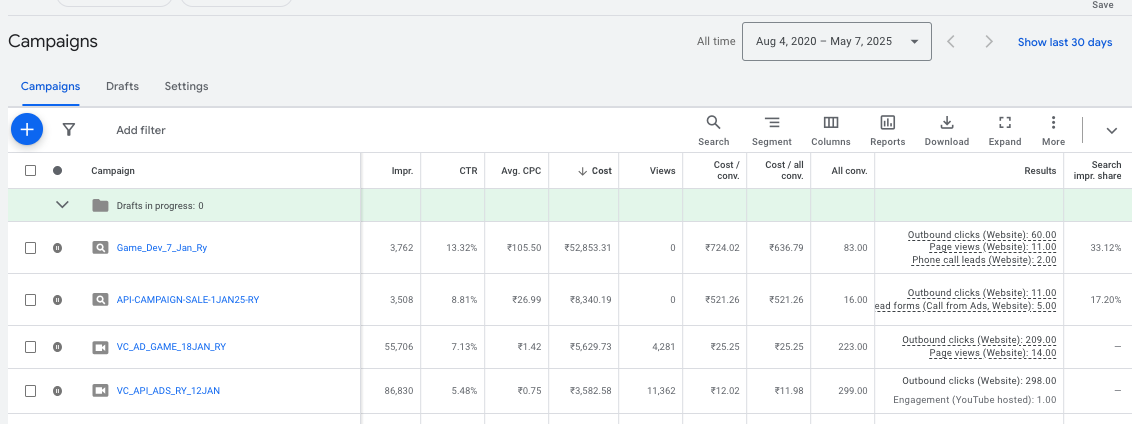 Save
Campaigns
All time
Aug 4, 2020 – May 7, 2025
Show last 30 days
Campaigns
Drafts
Settings
Add filter
Search
Segment
Columns
Reports
Download
Expand
More
Campaign
Impr.
CTR
Avg. CPC
Cost
Views
Cost / conv.
Cost / all conv.
All conv.
Results
Search impr. share
Drafts in progress: 0
Game_Dev_7_Jan_Ry
3,762
13.32%
₹105.50
₹52,853.31
0
₹724.02
₹636.79
83.00
Outbound clicks (Website): 60.00
Page views (Website): 11.00
Phone call leads (Website): 2.00
33.12%
API-CAMPAIGN-SALE-1JAN25-RY
3,508
8.81%
₹26.99
₹8,340.19
0
₹521.26
₹521.26
16.00
Outbound clicks (Website): 11.00
ead forms (Call from Ads, Website): 5.00
17.20%
VC_AD_GAME_18JAN_RY
55,706
7.13%
₹1.42
₹5,629.73
4,281
₹25.25
₹25.25
223.00
Outbound clicks (Website): 209.00
Page views (Website): 14.00
—
VC_API_ADS_RY_12JAN
86,830
5.48%
₹0.75
₹3,582.58
11,362
₹12.02
₹11.98
299.00
Outbound clicks (Website): 298.00
Engagement (YouTube hosted): 1.00
—